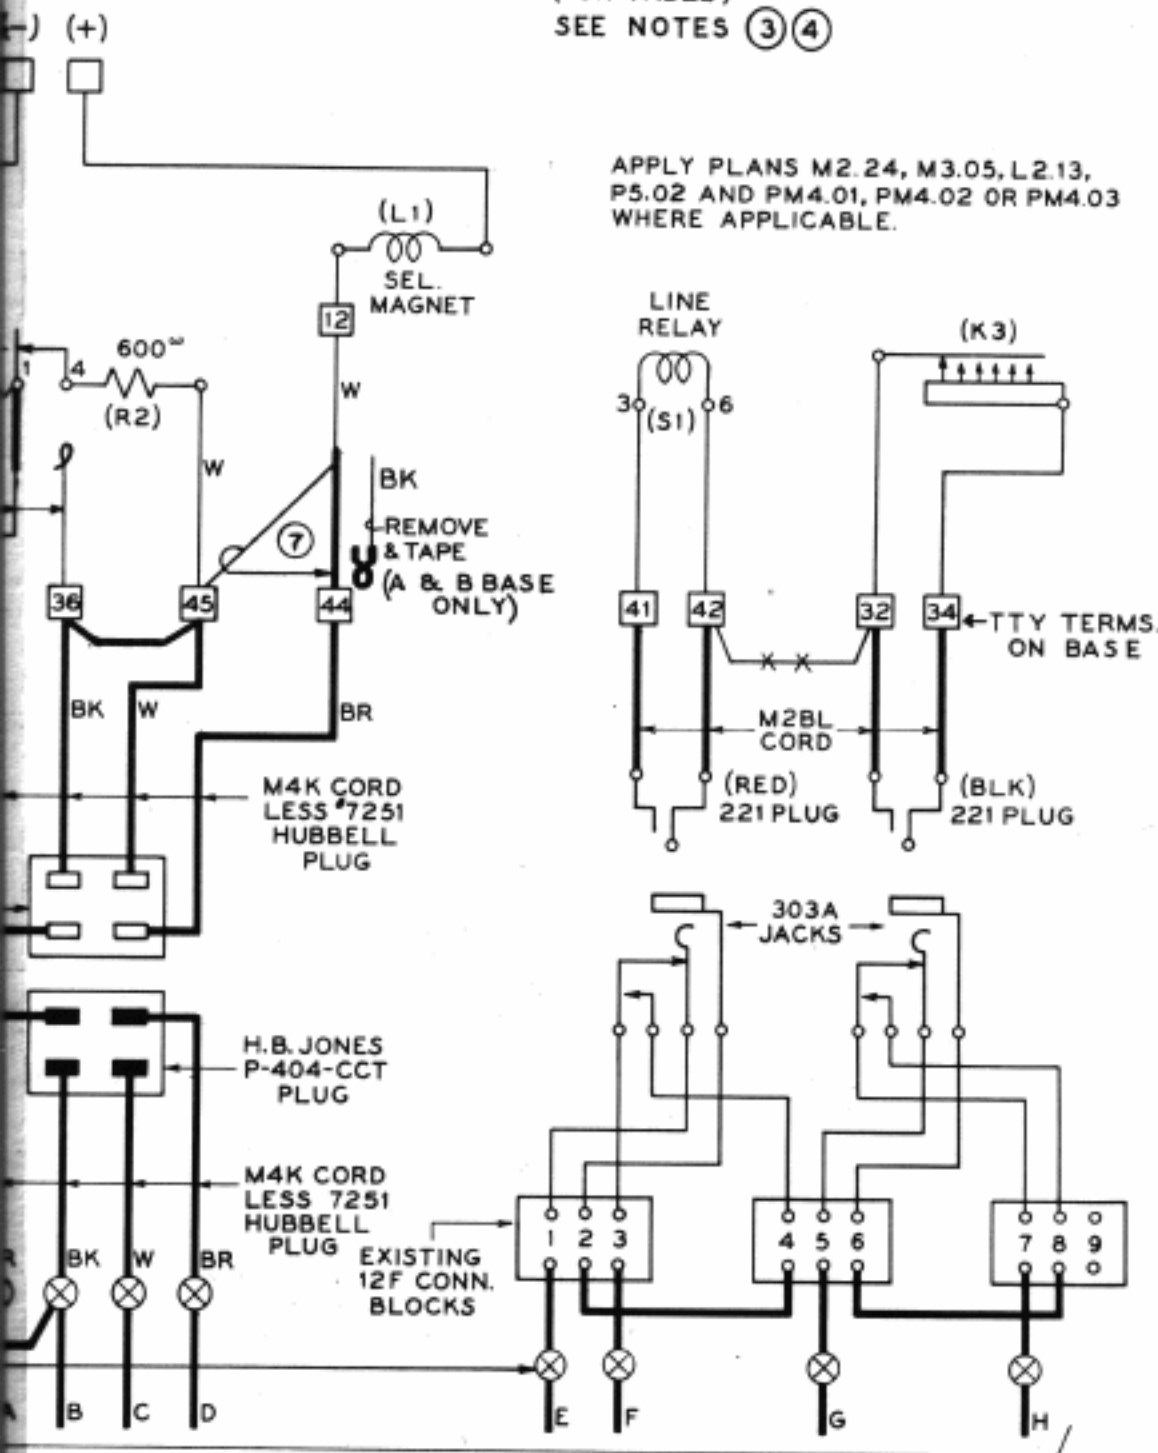 (-) (+)
SEE NOTES 3 4
APPLY PLANS M2.24, M3.05, L2.13,
P5.02 AND PM4.01, PM4.02 OR PM4.03
WHERE APPLICABLE.
(L1)
SEL.
MAGNET
12
W
1
4
600ω
(R2)
W
BK
REMOVE
& TAPE
(A & B BASE
ONLY)
7
36
45
44
LINE
RELAY
3
(S1)
6
(K3)
41
42
32
34
TTY TERMS.
ON BASE
BK
W
BR
M2BL
CORD
(RED)
221 PLUG
(BLK)
221 PLUG
M4K CORD
LESS #7251
HUBBELL
PLUG
303A
JACKS
H.B. JONES
P-404-CCT
PLUG
M4K CORD
LESS 7251
HUBBELL
PLUG
R
BK
W
BR
EXISTING
12F CONN.
BLOCKS
1 2 3
4 5 6
7 8 9
A
B
C
D
E
F
G
H